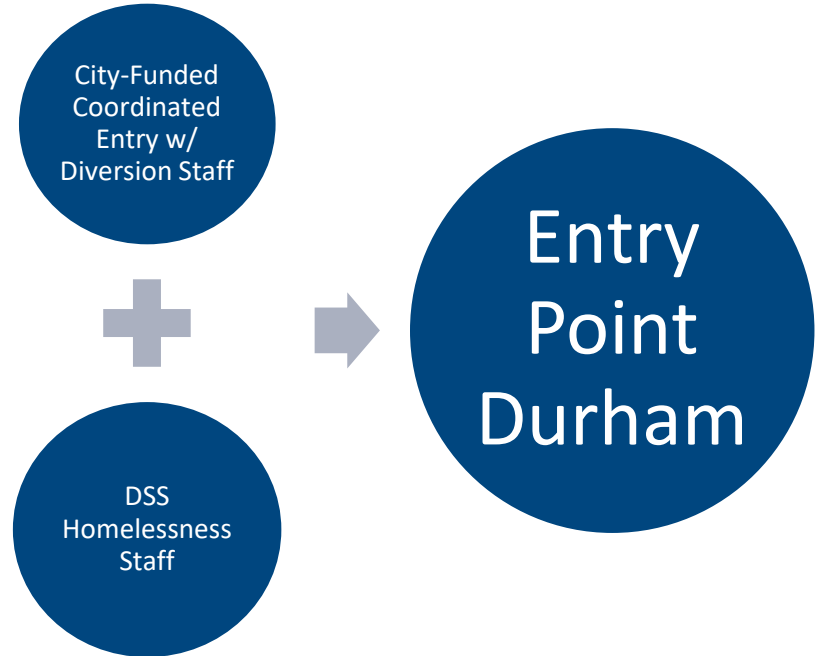 City-Funded
Coordinated
Entry w/
Diversion Staff
DSS
Homelessness
Staff
Entry
Point
Durham